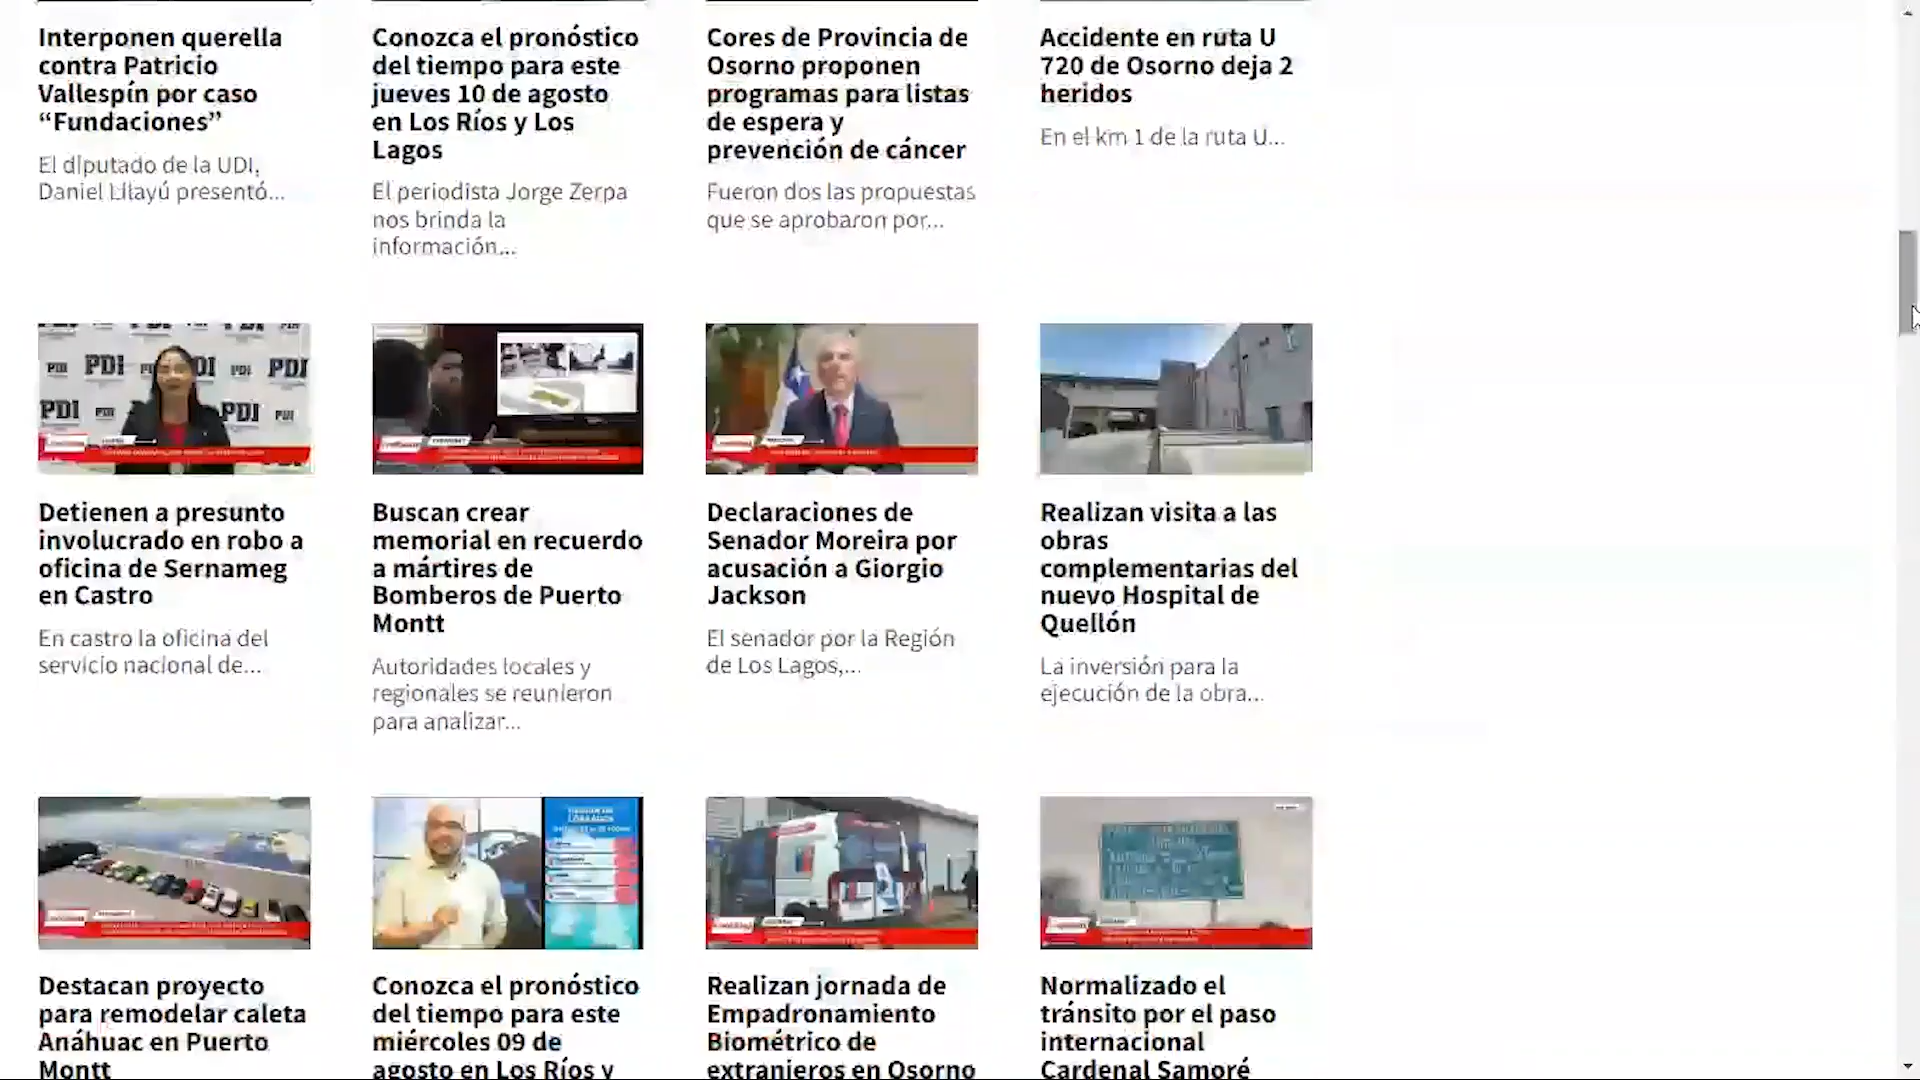 Interponen querella
contra Patricio
Vallespín por caso
“Fundaciones”
El diputado de la UDI,
Daniel Lilayú presentó...
Conozca el pronóstico
del tiempo para este
jueves 10 de agosto
en Los Ríos y Los
Lagos
El periodista Jorge Zerpa
nos brinda la
información...
Cores de Provincia de
Osorno proponen
programas para listas
de espera y
prevención de cáncer
Fueron dos las propuestas
que se aprobaron por...
Accidente en ruta U
720 de Osorno deja 2
heridos
En el km 1 de la ruta U...
PDI PDI PDI
PDI PDI PDI PDI
Detienen a presunto
involucrado en robo a
oficina de Sernameg
en Castro
En castro la oficina del
servicio nacional de...
Buscan crear
memorial en recuerdo
a mártires de
Bomberos de Puerto
Montt
Autoridades locales y
regionales se reunieron
para analizar...
Declaraciones de
Senador Moreira por
acusación a Giorgio
Jackson
El senador por la Región
de Los Lagos,...
Realizan visita a las
obras
complementarias del
nuevo Hospital de
Quellón
La inversión para la
ejecución de la obra...
Destacan proyecto
para remodelar caleta
Anáhuac en Puerto
Montt
Conozca el pronóstico
del tiempo para este
miércoles 09 de
agosto en Los Ríos y
Realizan jornada de
Empadronamiento
Biométrico de
extranjeros en Osorno
Normalizado el
tránsito por el paso
internacional
Cardenal Samoré